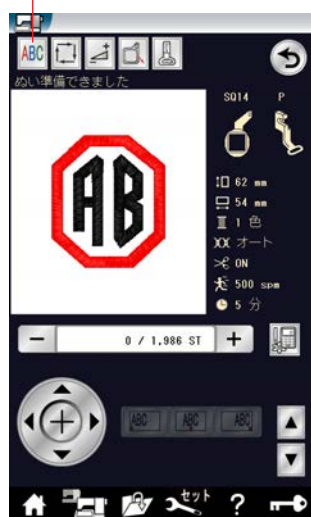 ABC
ぬい準備できました
SQ14 P
AB
62 mm
54 mm
1 色
オート
ON
500 spm
5 分
− 0 / 1,986 ST +
ABC ABC ABC
セット ?